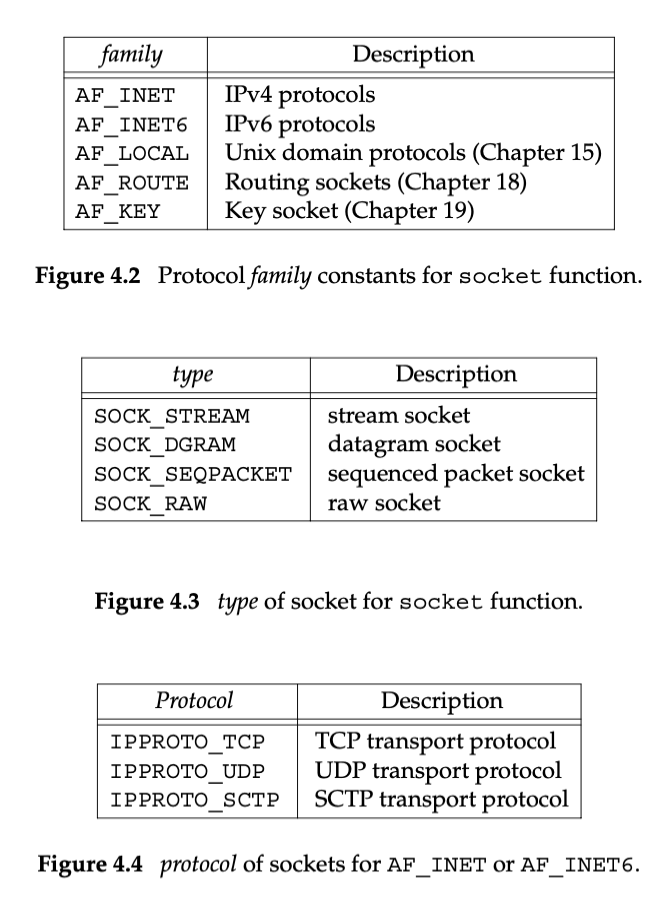 family Description
AF_INET IPv4 protocols
AF_INET6 IPv6 protocols
AF_LOCAL Unix domain protocols (Chapter 15)
AF_ROUTE Routing sockets (Chapter 18)
AF_KEY Key socket (Chapter 19)
Figure 4.2 Protocol family constants for socket function.
type Description
SOCK_STREAM stream socket
SOCK_DGRAM datagram socket
SOCK_SEQPACKET sequenced packet socket
SOCK_RAW raw socket
Figure 4.3 type of socket for socket function.
Protocol Description
IPPROTO_TCP TCP transport protocol
IPPROTO_UDP UDP transport protocol
IPPROTO_SCTP SCTP transport protocol
Figure 4.4 protocol of sockets for AF_INET or AF_INET6.